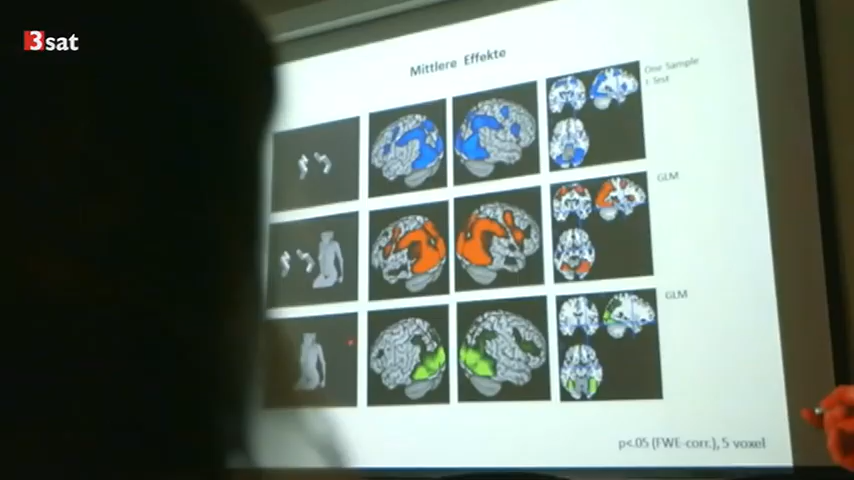 3sat
Mittlere Effekte
One Sample
t Test
GLM
GLM
p<.05 (FWE-corr.), 5 voxel